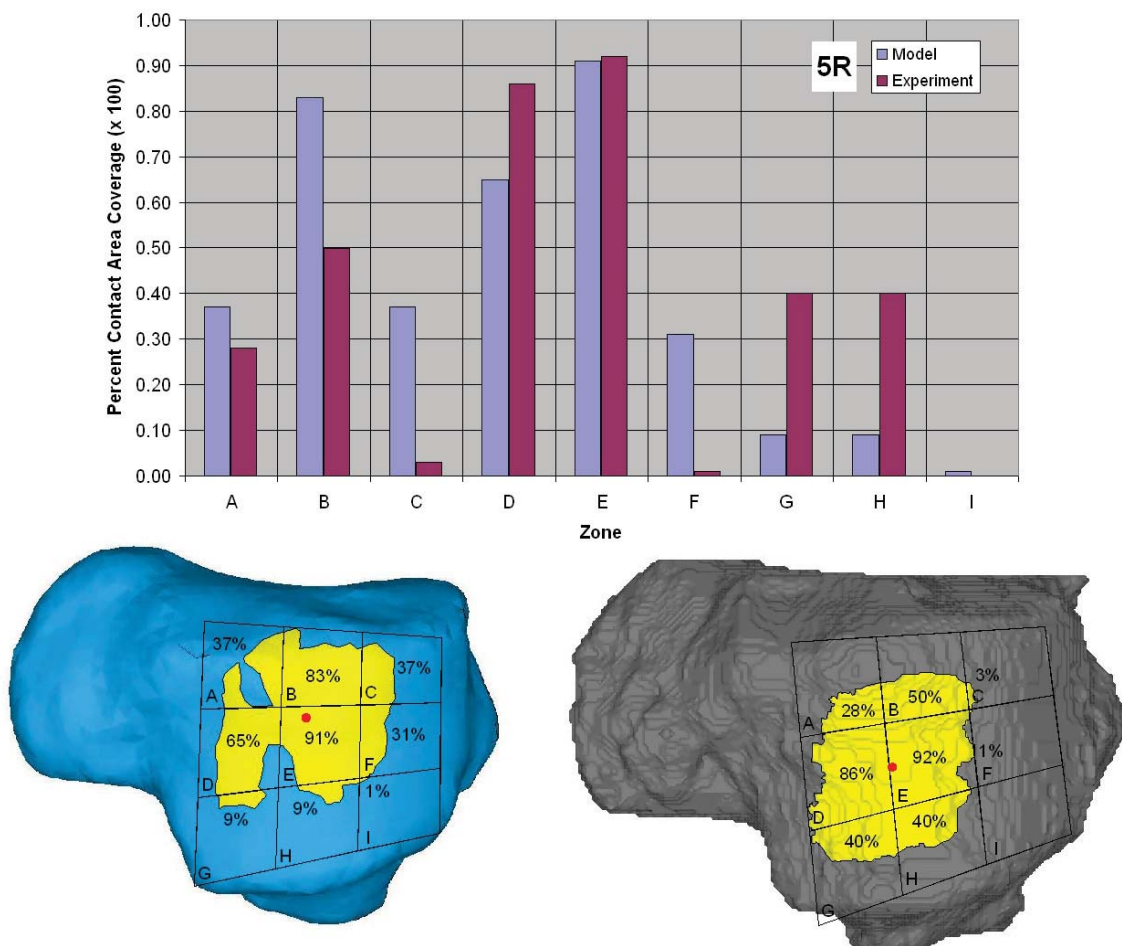 1.00
0.90
0.80
0.70
0.60
0.50
0.40
0.30
0.20
0.10
0.00
Percent Contact Area Coverage (x 100)
5R
Model
Experiment
A B C D E F G H I
Zone
37%
83%
37%
A B C
65%
91%
31%
D E F
9%
9%
1%
G H I
3%
28%
50%
A B C
86%
92%
1%
D E F
40%
40%
G H I